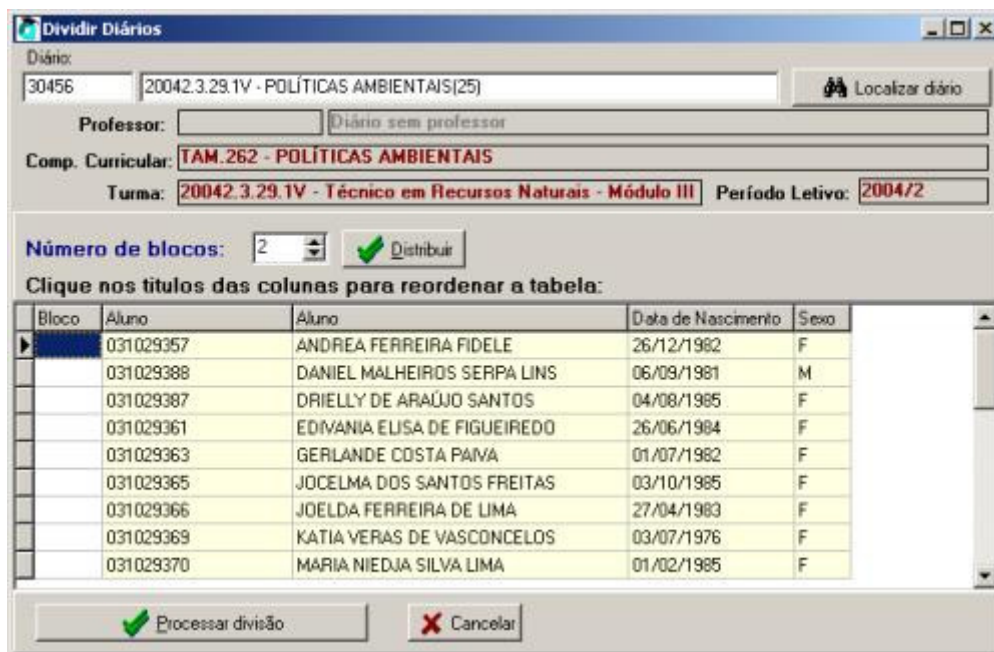 Dividir Diários
Diário:
30456 20042.3.29.1V - POLÍTICAS AMBIENTAIS(25) Localizar diário
Professor: Diário sem professor
Comp. Curricular: TAM.262 - POLÍTICAS AMBIENTAIS
Turma: 20042.3.29.1V - Técnico em Recursos Naturais - Módulo III Período Letivo: 2004/2
Número de blocos: 2 Distribuir
Clique nos titulos das colunas para reordenar a tabela:
Bloco Aluno Aluno Data de Nascimento Sexo
031029357 ANDREA FERREIRA FIDELE 26/12/1982 F
031029388 DANIEL MALHEIROS SERPA LINS 06/09/1981 M
031029387 DRIELLY DE ARAÚJO SANTOS 04/08/1985 F
031029361 EDIVANIA ELISA DE FIGUEIREDO 26/06/1984 F
031029363 GERLANDE COSTA PAIVA 01/07/1982 F
031029365 JOCELMA DOS SANTOS FREITAS 03/10/1985 F
031029366 JOELDA FERREIRA DE LIMA 27/04/1983 F
031029369 KATIA VERAS DE VASCONCELOS 03/07/1976 F
031029370 MARIA NIEDJA SILVA LIMA 01/02/1985 F
Processar divisão Cancelar